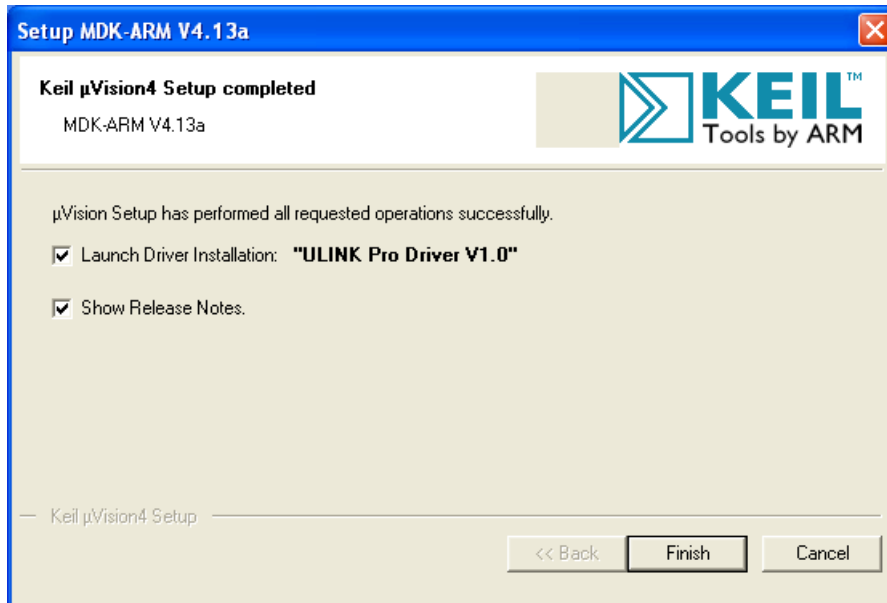 Setup MDK-ARM V4.13a
Keil µVision4 Setup completed
MDK-ARM V4.13a
KEIL™
Tools by ARM
µVision Setup has performed all requested operations successfully.
Launch Driver Installation: "ULINK Pro Driver V1.0"
Show Release Notes.
Keil µVision4 Setup
<< Back Finish Cancel